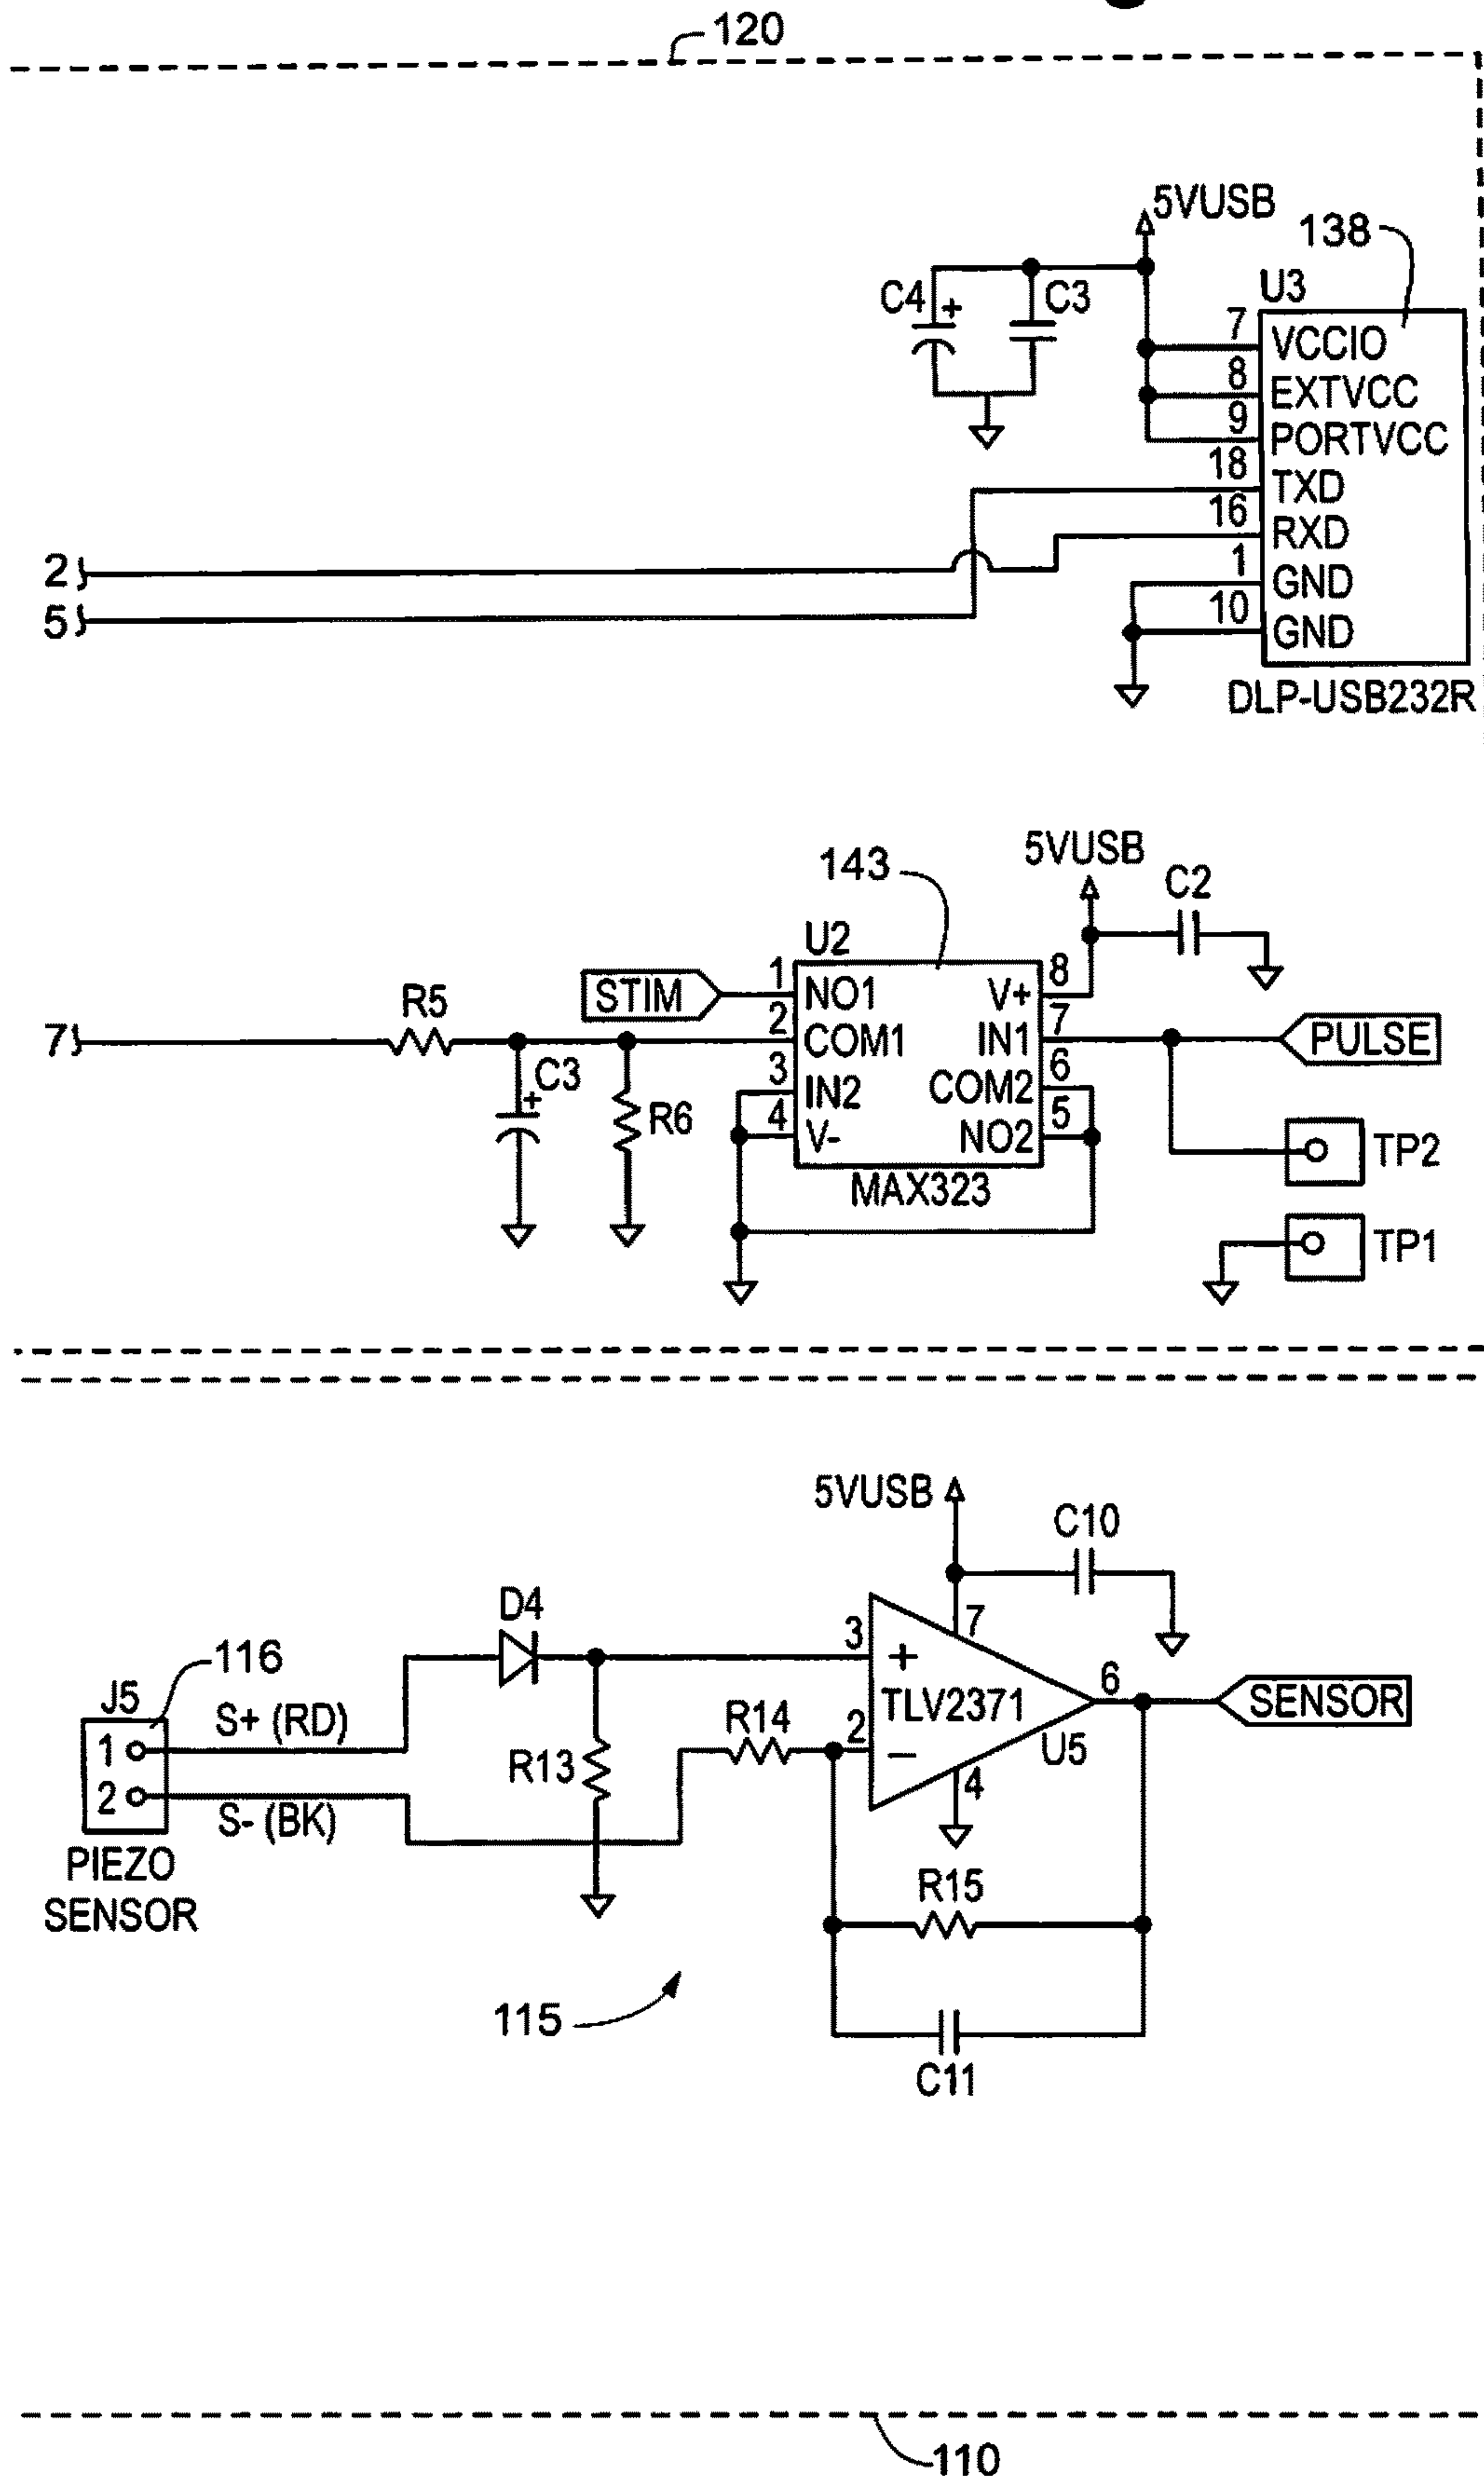 120
5VUSB
138
C4 +
C3
U3
7 VCCIO
8 EXTVCC
9 PORTVCC
18 TXD
16 RXD
1 GND
10 GND
2
5
DLP-USB232R
5VUSB
143
C2
U2
STIM
1 NO1
2 COM1
3 IN2
4 V-
V+ 8
IN1 7
COM2 6
NO2 5
MAX323
R5
7
C3
+
R6
PULSE
TP2
TP1
5VUSB
C10
D4
3
+
7
116
J5
S+ (RD)
1
2
S- (BK)
PIEZO
SENSOR
R13
R14
2
−
TLV2371
6
U5
4
SENSOR
R15
115
C11
110